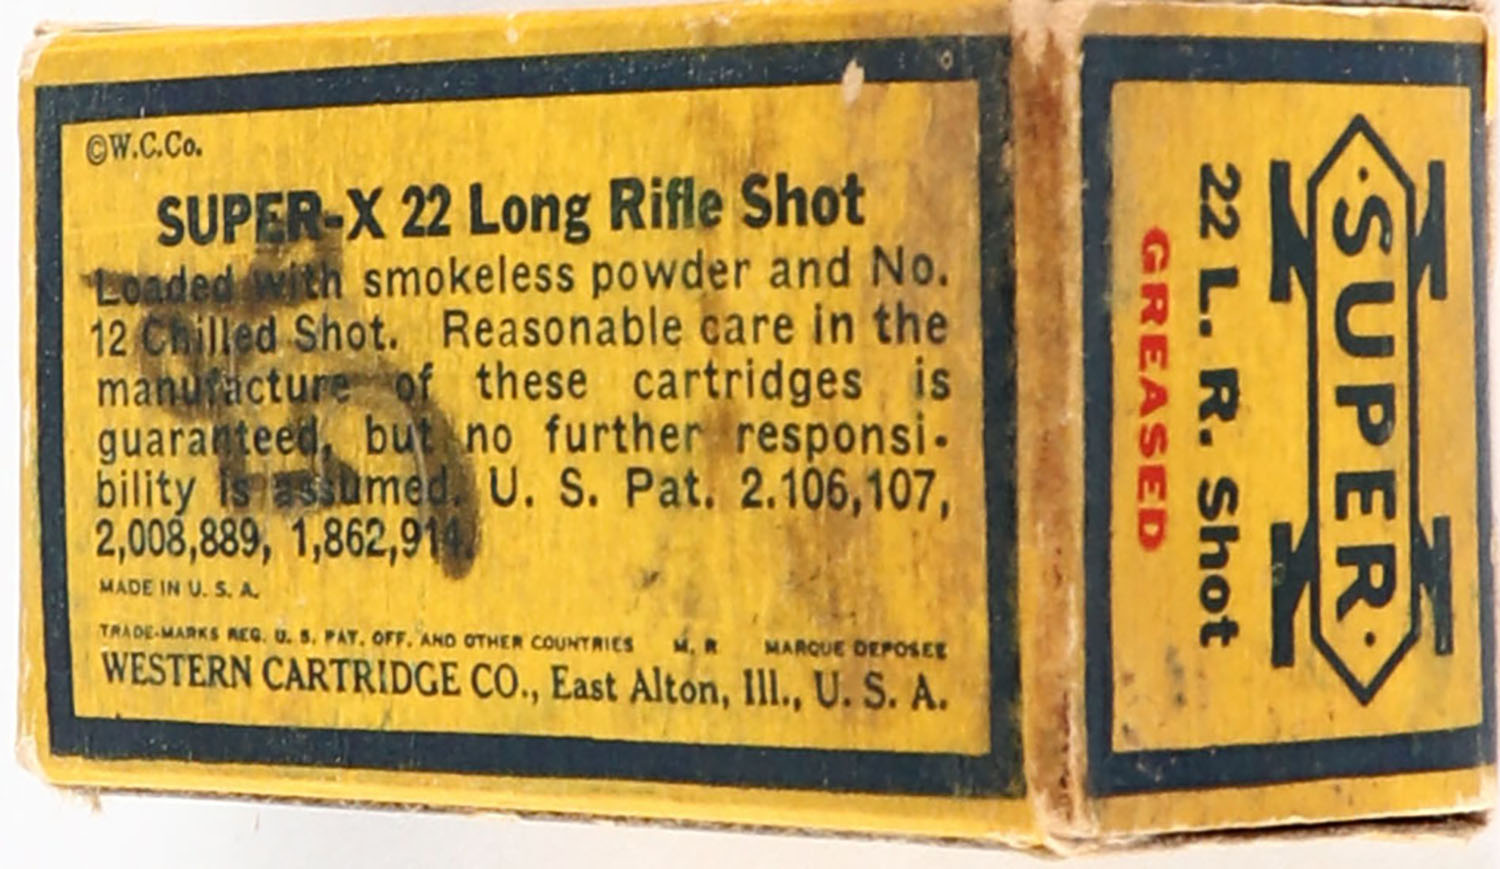 ©W.C.Co.
SUPER-X 22 Long Rifle Shot
Loaded with smokeless powder and No.
12 Chilled Shot. Reasonable care in the
manufacture of these cartridges is
guaranteed, but no further responsi-
bility is assumed. U. S. Pat. 2.106,107,
2,008,889, 1,862,914.
MADE IN U. S. A.
TRADE-MARKS REG. U. S. PAT. OFF. AND OTHER COUNTRIES M. R MARQUE DEPOSEE
WESTERN CARTRIDGE CO., East Alton, Ill., U. S. A.
·SUPER·
X
22 L. R. Shot
GREASED